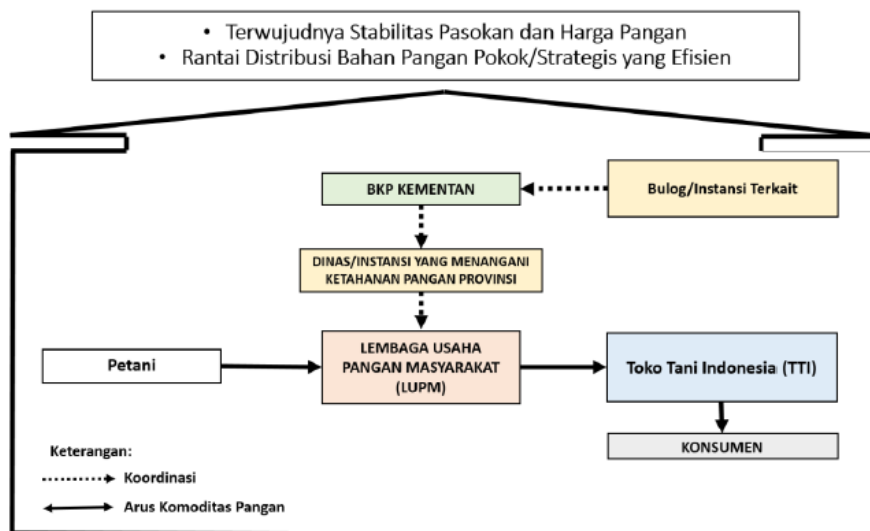 • Terwujudnya Stabilitas Pasokan dan Harga Pangan
• Rantai Distribusi Bahan Pangan Pokok/Strategis yang Efisien
BKP KEMENTAN
Bulog/Instansi Terkait
DINAS/INSTANSI YANG MENANGANI
KETAHANAN PANGAN PROVINSI
Petani
LEMBAGA USAHA
PANGAN MASYARAKAT
(LUPM)
Toko Tani Indonesia (TTI)
KONSUMEN
Keterangan:
Koordinasi
Arus Komoditas Pangan